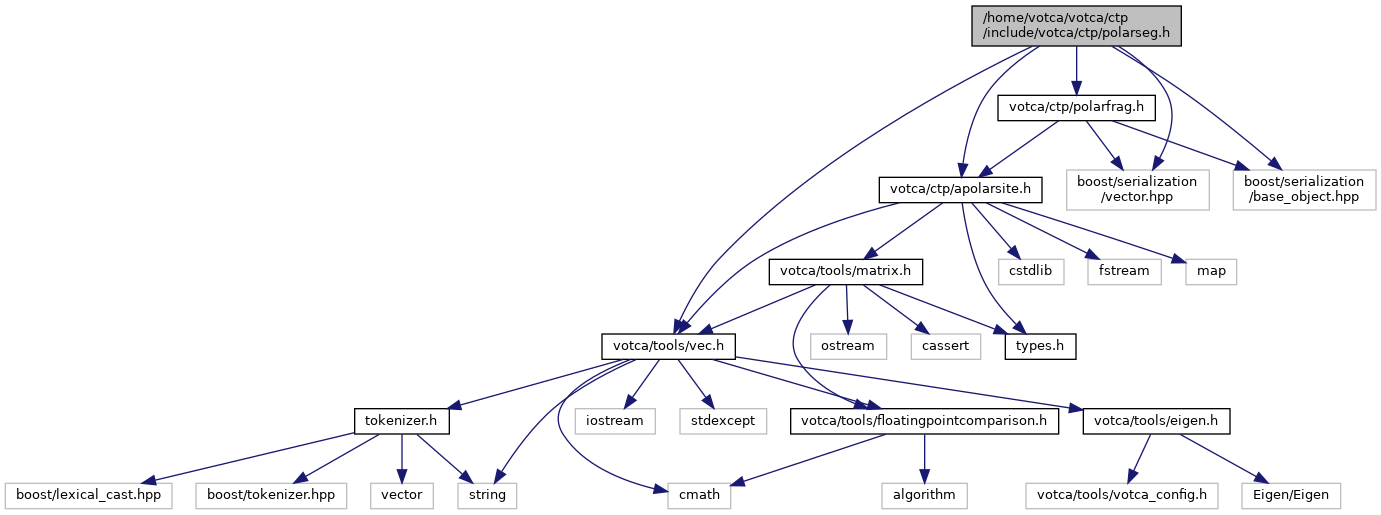 /home/votca/votca/ctp
/include/votca/ctp/polarseg.h
votca/ctp/polarfrag.h
votca/ctp/apolarsite.h
boost/serialization
/vector.hpp
boost/serialization
/base_object.hpp
votca/tools/matrix.h
cstdlib
fstream
map
votca/tools/vec.h
ostream
cassert
types.h
tokenizer.h
iostream
stdexcept
votca/tools/floatingpointcomparison.h
votca/tools/eigen.h
boost/lexical_cast.hpp
boost/tokenizer.hpp
vector
string
cmath
algorithm
votca/tools/votca_config.h
Eigen/Eigen